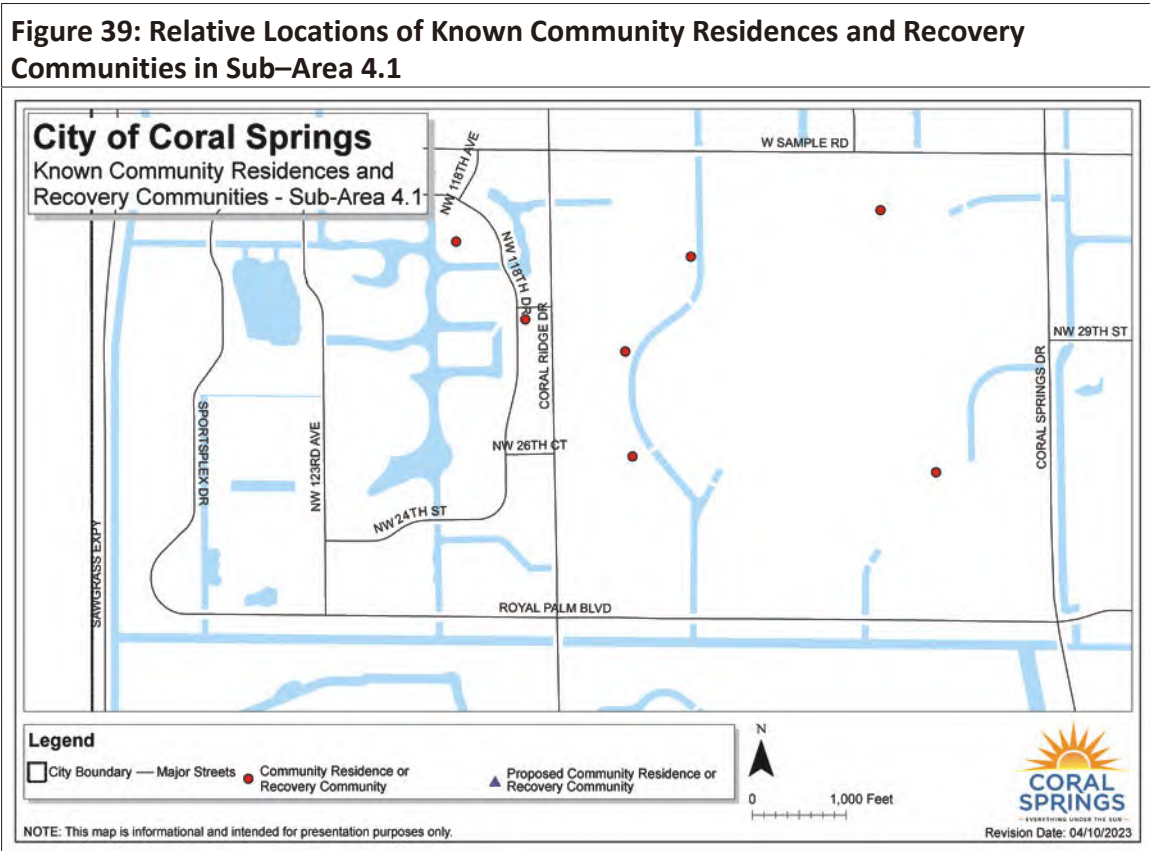 Figure 39: Relative Locations of Known Community Residences and Recovery
Communities in Sub–Area 4.1
City of Coral Springs
Known Community Residences and
Recovery Communities - Sub-Area 4.1
NW 118TH AVE
W SAMPLE RD
NW 118TH DR
CORAL RIDGE DR
NW 29TH ST
CORAL SPRINGS DR
SPORTSPLEX DR
NW 123RD AVE
NW 26TH CT
NW 24TH ST
SAWGRASS EXPY
ROYAL PALM BLVD
Legend
City Boundary
Major Streets
Community Residence or
Recovery Community
Proposed Community Residence or
Recovery Community
N
0 1,000 Feet
CORAL
SPRINGS
EVERYTHING UNDER THE SUN
NOTE: This map is informational and intended for presentation purposes only.
Revision Date: 04/10/2023